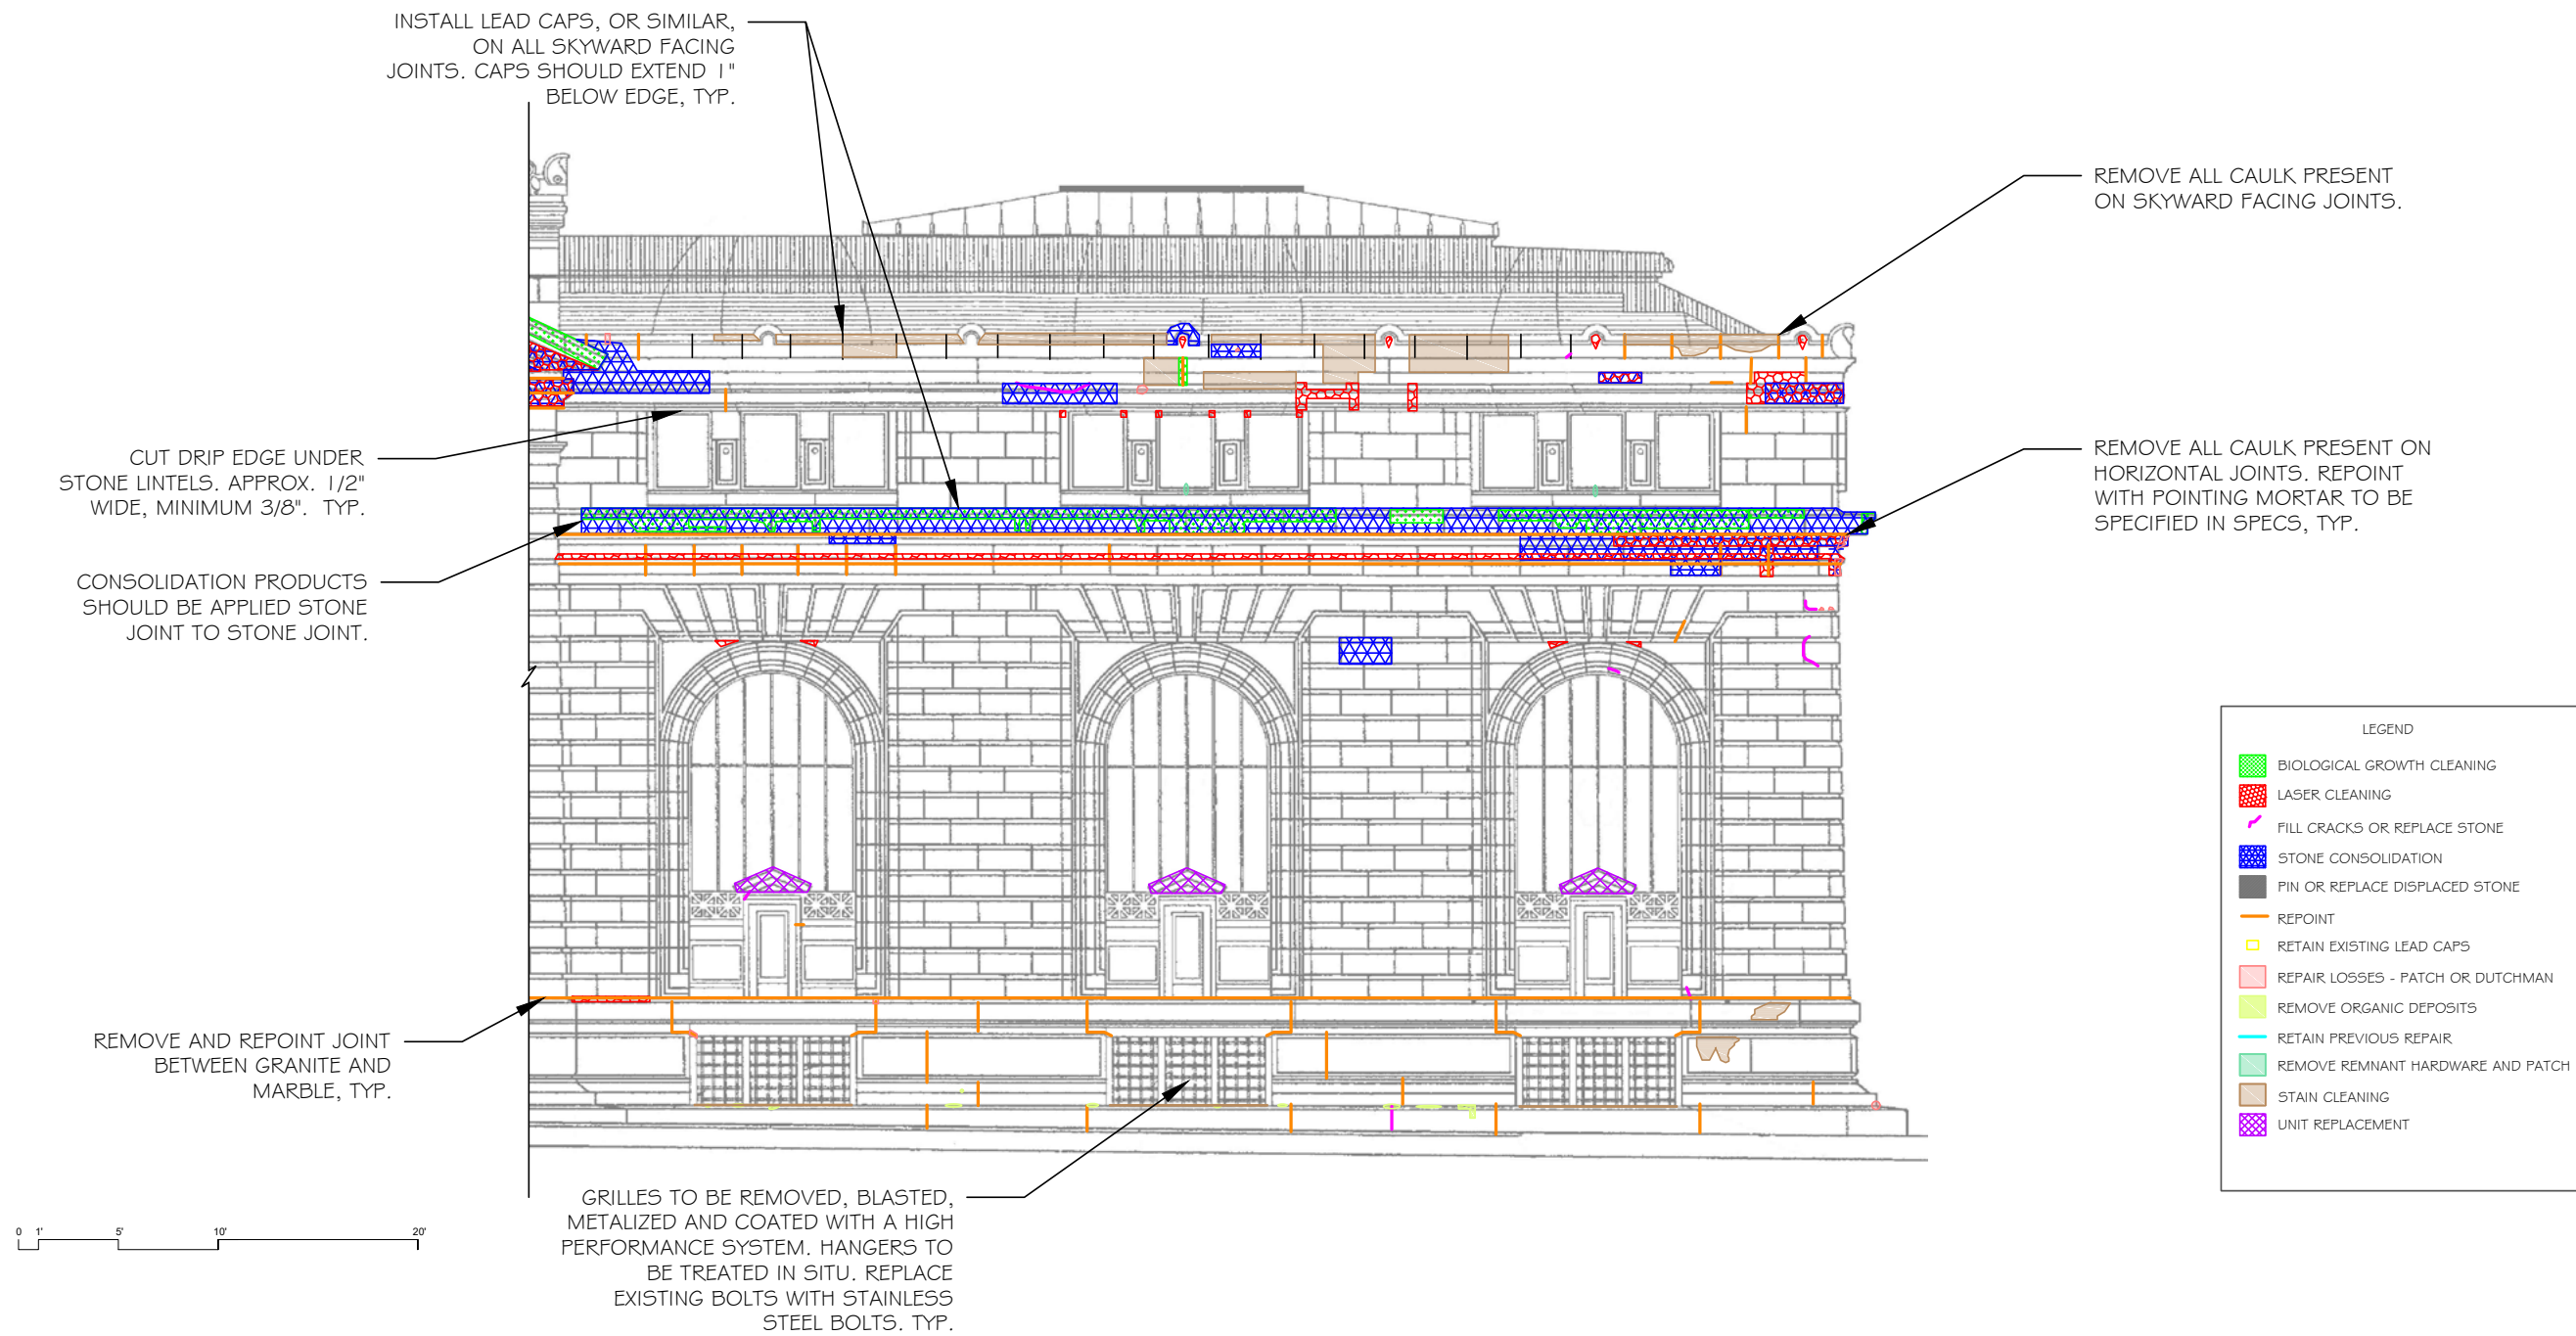 INSTALL LEAD CAPS, OR SIMILAR,
ON ALL SKYWARD FACING
JOINTS. CAPS SHOULD EXTEND 1"
BELOW EDGE, TYP.
REMOVE ALL CAULK PRESENT
ON SKYWARD FACING JOINTS.
CUT DRIP EDGE UNDER
STONE LINTELS. APPROX. 1/2"
WIDE, MINIMUM 3/8". TYP.
REMOVE ALL CAULK PRESENT ON
HORIZONTAL JOINTS. REPOINT
WITH POINTING MORTAR TO BE
SPECIFIED IN SPECS, TYP.
CONSOLIDATION PRODUCTS
SHOULD BE APPLIED STONE
JOINT TO STONE JOINT.
LEGEND
BIOLOGICAL GROWTH CLEANING
LASER CLEANING
FILL CRACKS OR REPLACE STONE
STONE CONSOLIDATION
PIN OR REPLACE DISPLACED STONE
REPOINT
RETAIN EXISTING LEAD CAPS
REPAIR LOSSES - PATCH OR DUTCHMAN
REMOVE ORGANIC DEPOSITS
RETAIN PREVIOUS REPAIR
REMOVE REMNANT HARDWARE AND PATCH
STAIN CLEANING
UNIT REPLACEMENT
REMOVE AND REPOINT JOINT
BETWEEN GRANITE AND
MARBLE, TYP.
GRILLES TO BE REMOVED, BLASTED,
METALIZED AND COATED WITH A HIGH
PERFORMANCE SYSTEM. HANGERS TO
BE TREATED IN SITU. REPLACE
EXISTING BOLTS WITH STAINLESS
STEEL BOLTS. TYP.
0 1' 5' 10' 20'